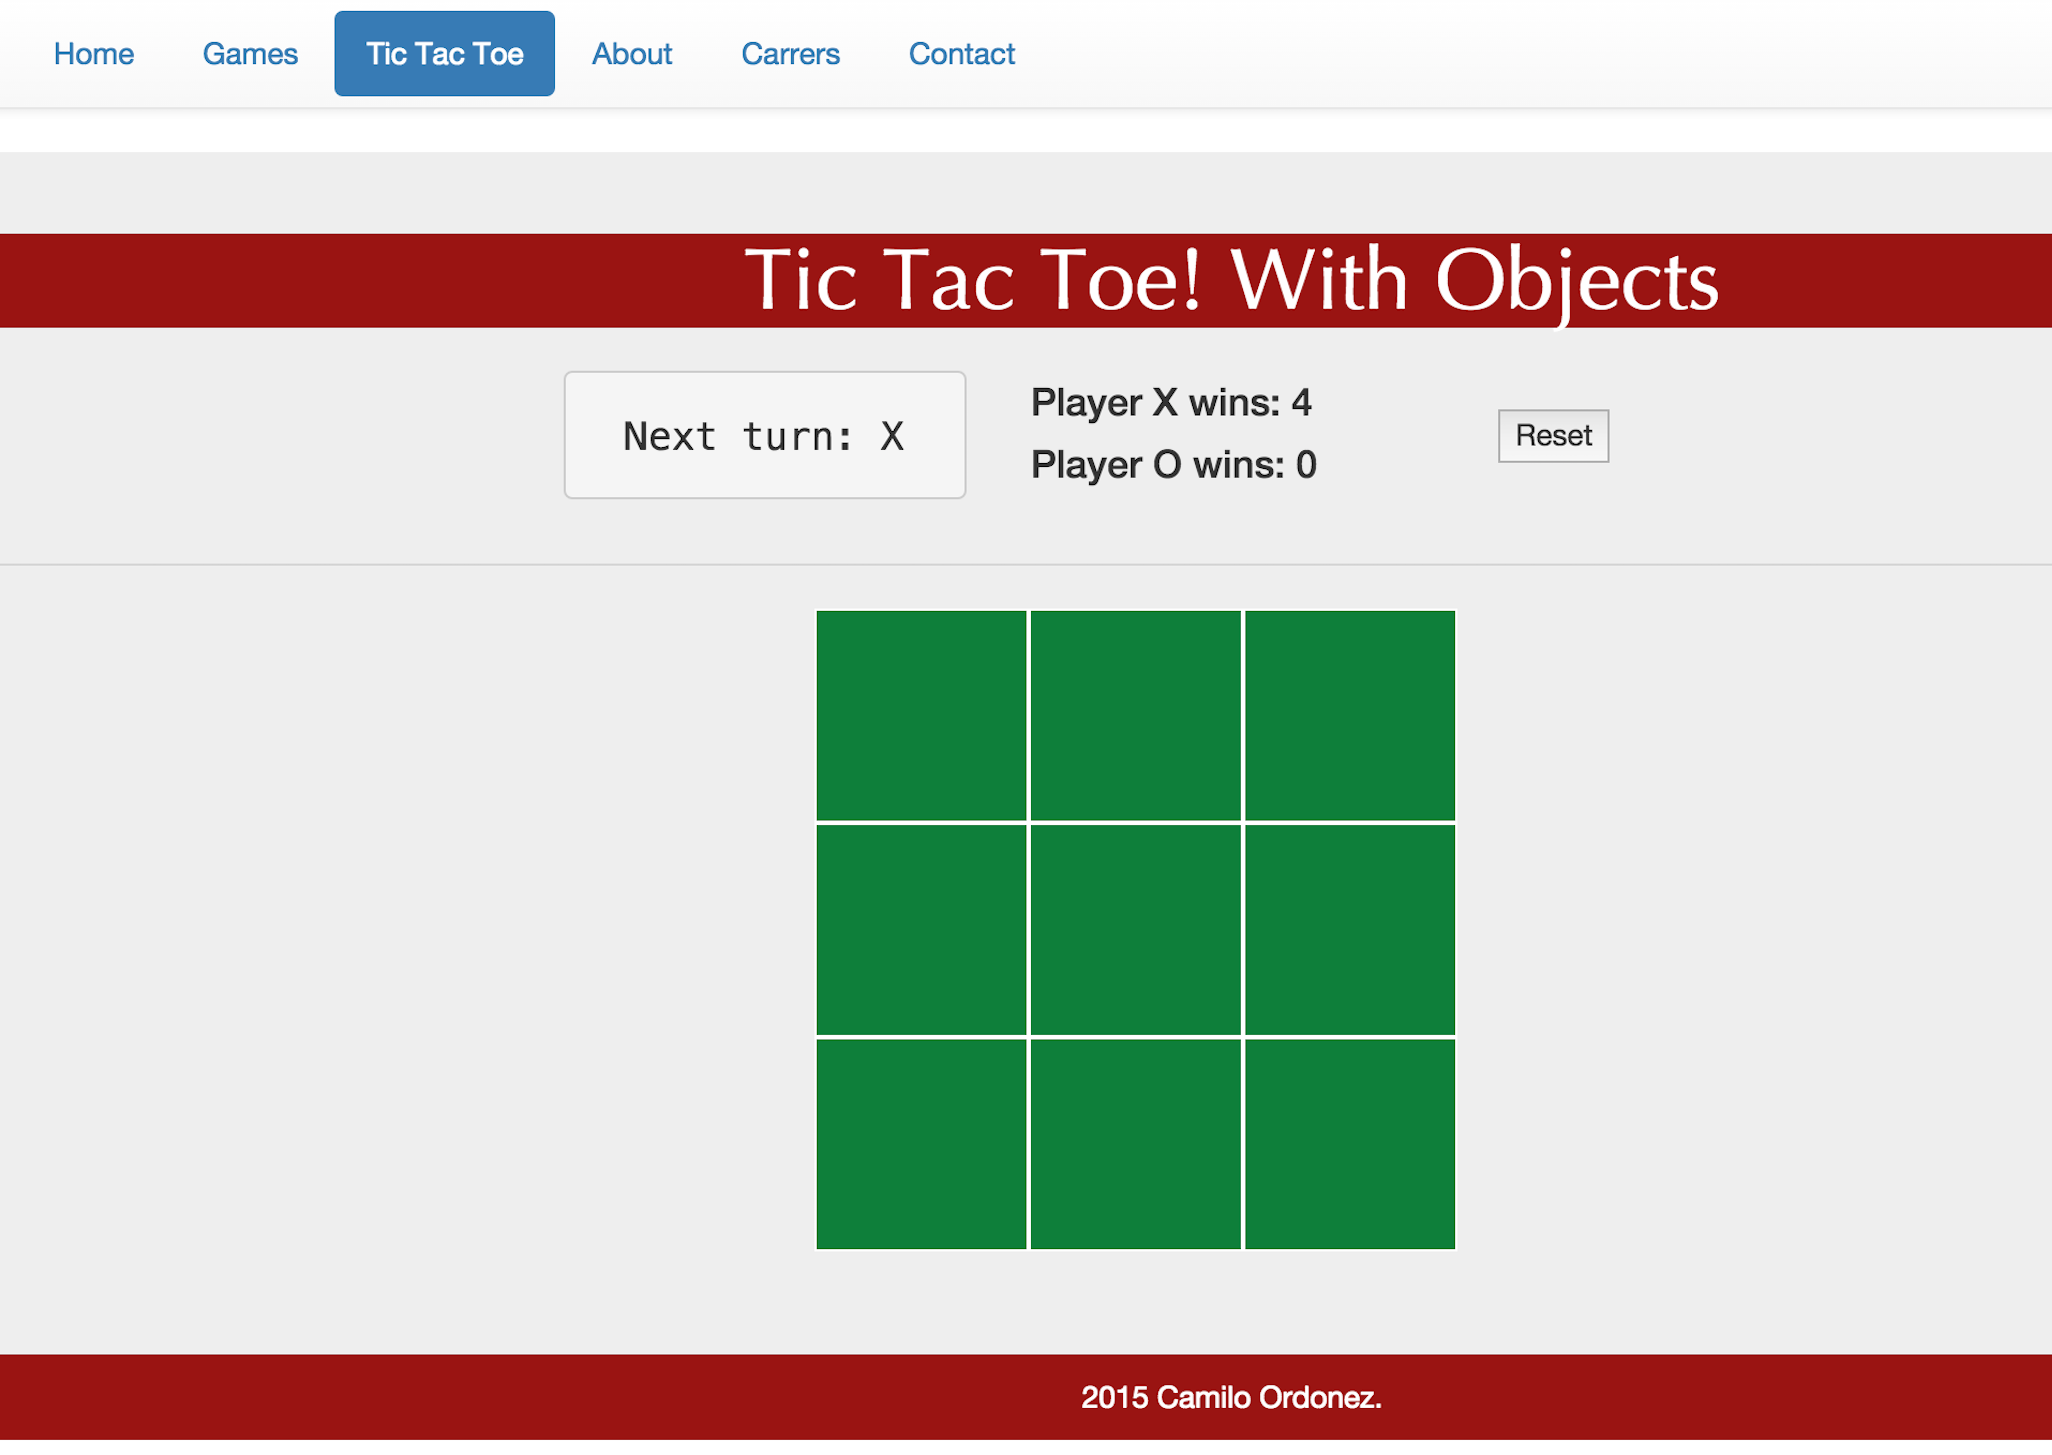 Home Games Tic Tac Toe About Carrers Contact
Tic Tac Toe! With Objects
Next turn: X
Player X wins: 4
Player O wins: 0
Reset
2015 Camilo Ordonez.